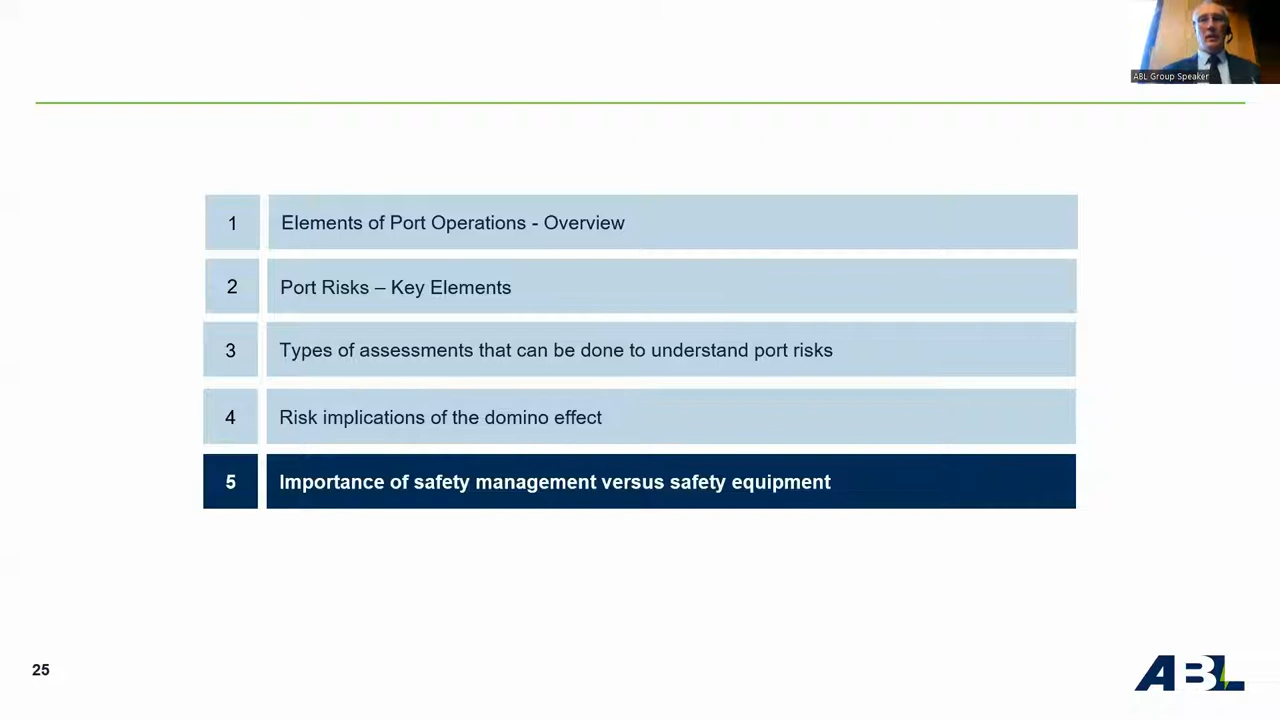 ABL Group Speaker
1 Elements of Port Operations - Overview
2 Port Risks – Key Elements
3 Types of assessments that can be done to understand port risks
4 Risk implications of the domino effect
5 Importance of safety management versus safety equipment
25
ABL